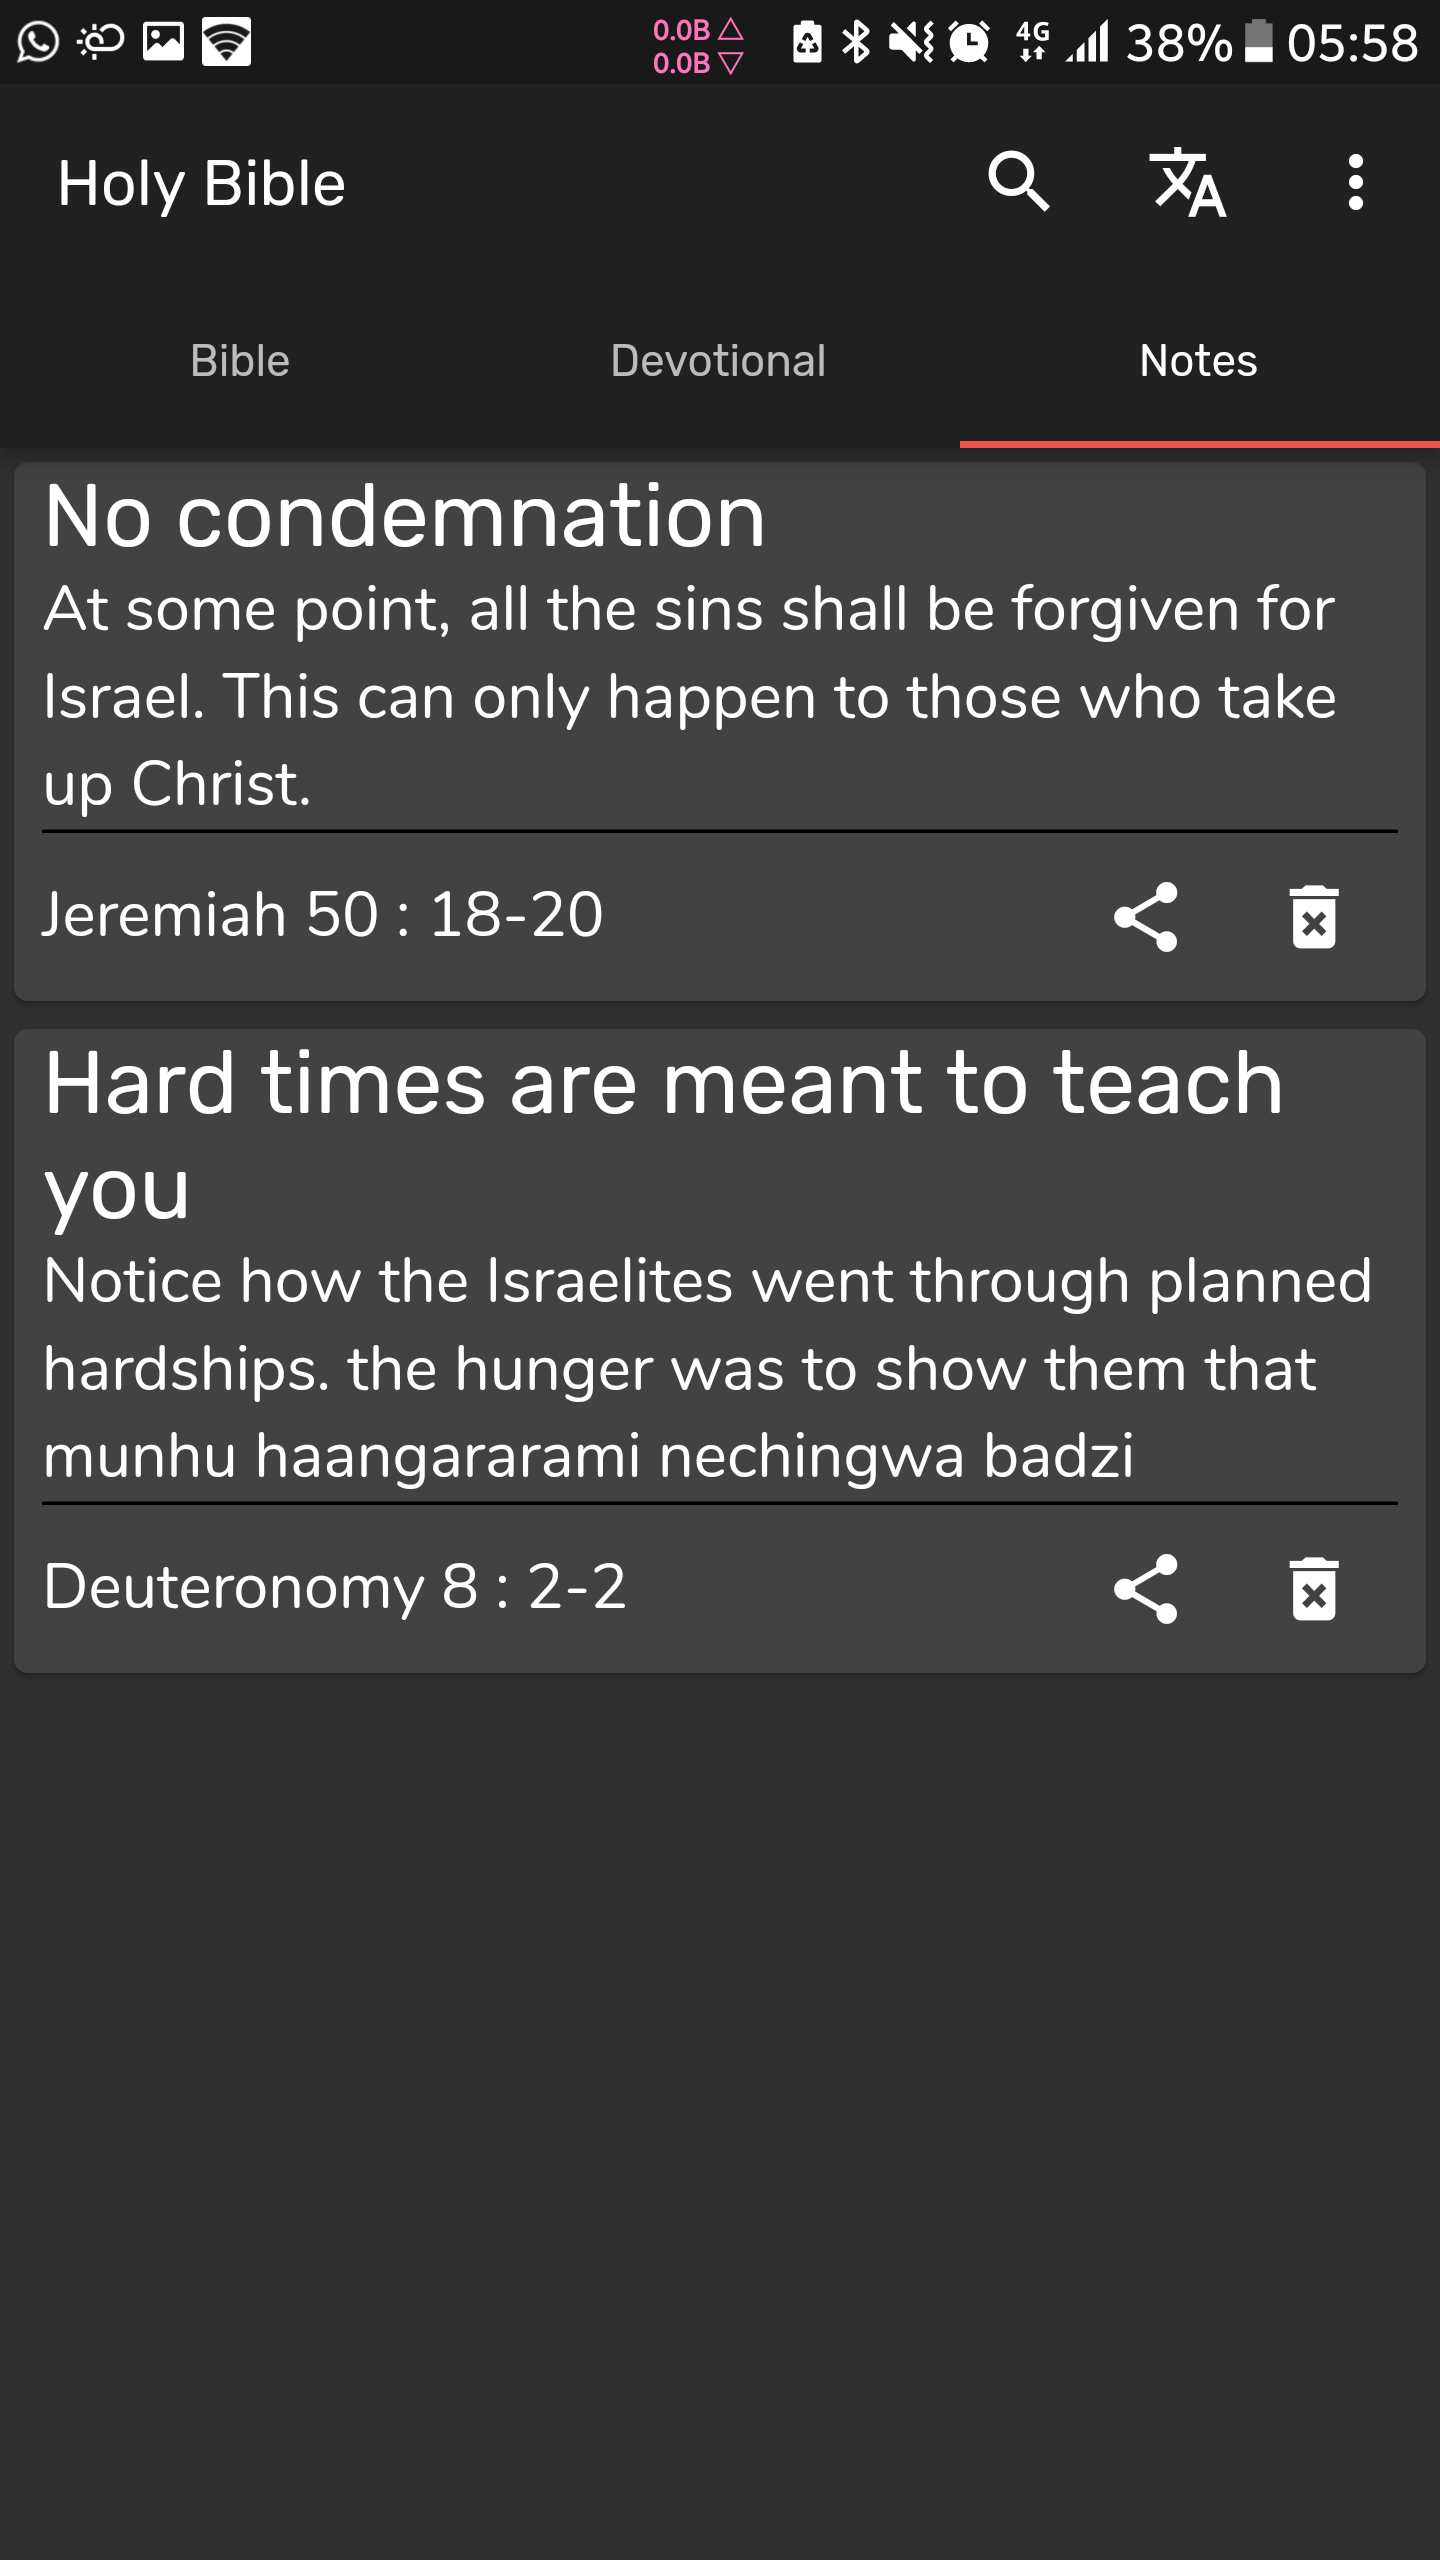 0.0B △
0.0B ▽
4G
38%
05:58
Holy Bible
Bible
Devotional
Notes
No condemnation
At some point, all the sins shall be forgiven for
Israel. This can only happen to those who take
up Christ.
Jeremiah 50 : 18-20
Hard times are meant to teach
you
Notice how the Israelites went through planned
hardships. the hunger was to show them that
munhu haangararami nechingwa badzi
Deuteronomy 8 : 2-2